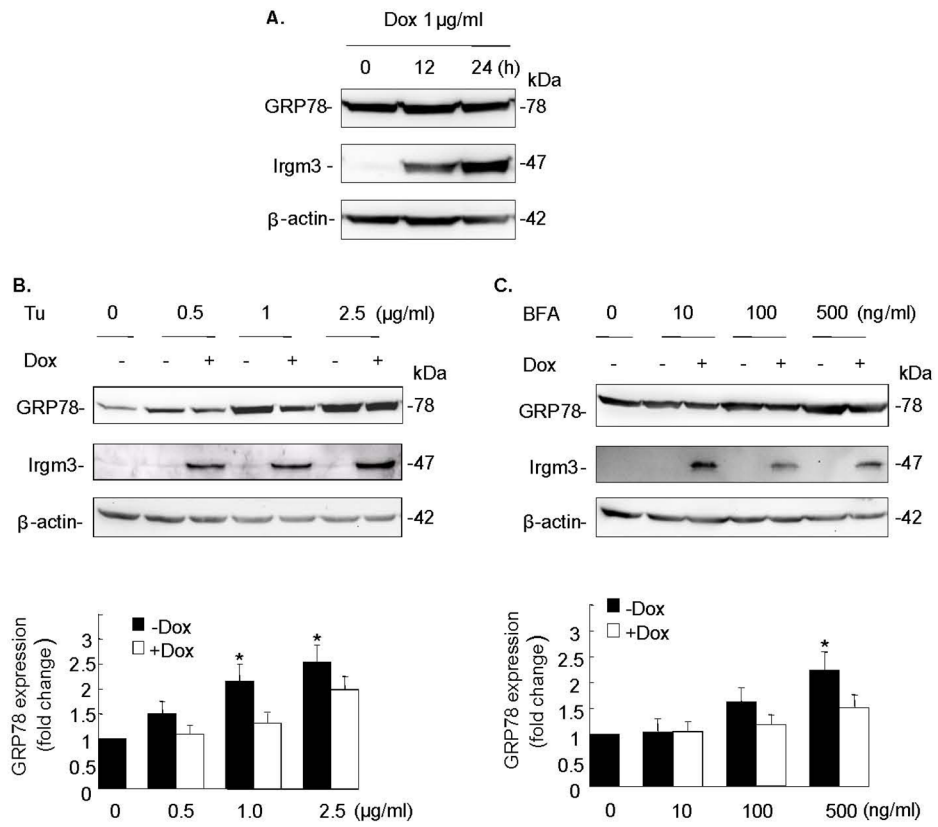 A.
Dox 1 µg/ml
0 12 24 (h)
kDa
GRP78- -78
Irgm3 - -47
β-actin- -42
B.
Tu 0 0.5 1 2.5 (µg/ml)
Dox - - + - + - +
kDa
GRP78- -78
Irgm3- -47
β-actin- -42
GRP78 expression
(fold change)
3
2.5
2
1.5
1
0.5
0
-Dox
+Dox
* *
0 0.5 1.0 2.5 (µg/ml)
C.
BFA 0 10 100 500 (ng/ml)
Dox - - + - + - +
kDa
GRP78- -78
Irgm3- -47
β-actin- -42
GRP78 expression
(fold change)
3
2.5
2
1.5
1
0.5
0
-Dox
+Dox
*
0 10 100 500 (ng/ml)